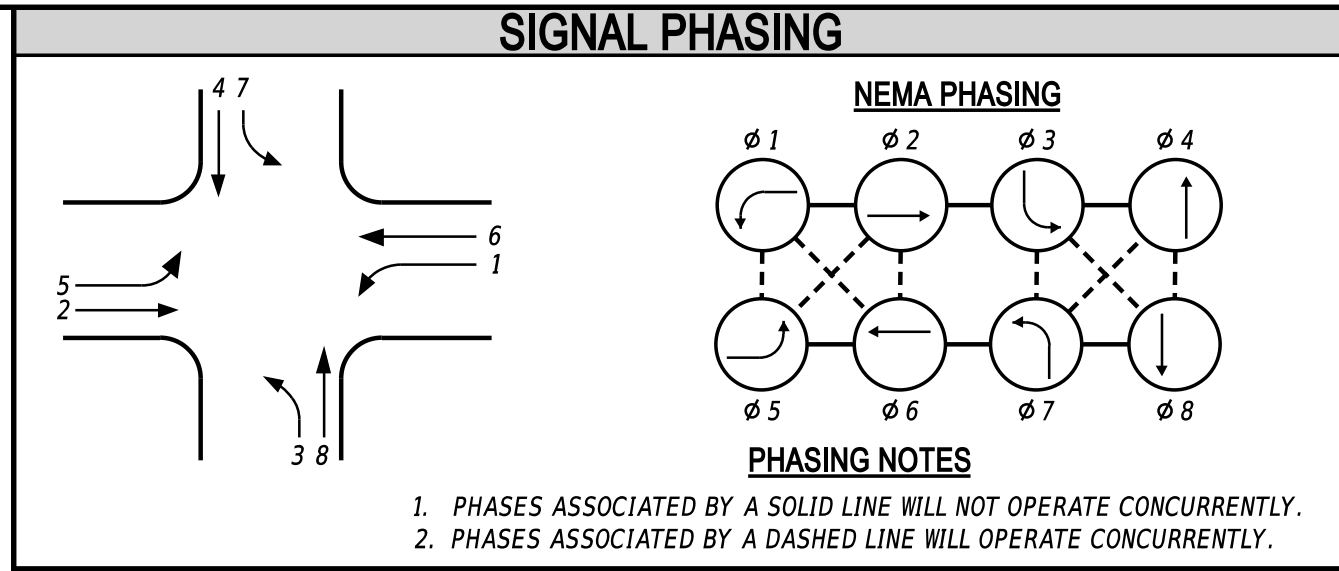 SIGNAL PHASING
4 7
6
1
5
2
3 8
NEMA PHASING
ϕ 1 ϕ 2 ϕ 3 ϕ 4
ϕ 5 ϕ 6 ϕ 7 ϕ 8
PHASING NOTES
1. PHASES ASSOCIATED BY A SOLID LINE WILL NOT OPERATE CONCURRENTLY.
2. PHASES ASSOCIATED BY A DASHED LINE WILL OPERATE CONCURRENTLY.